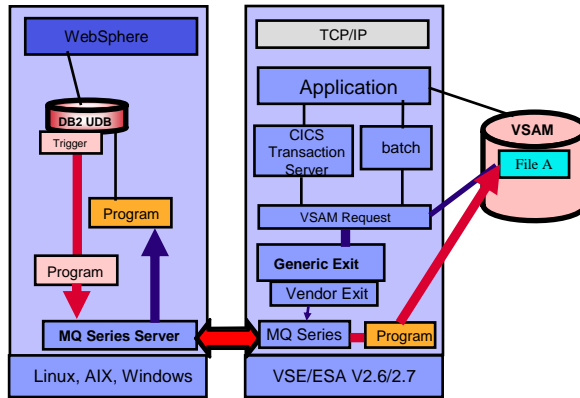 WebSphere
DB2 UDB
Trigger
Program
Program
MQ Series Server
Linux, AIX, Windows
TCP/IP
Application
CICS
Transaction
Server
batch
VSAM Request
Generic Exit
Vendor Exit
MQ Series
Program
VSE/ESA V2.6/2.7
VSAM
File A